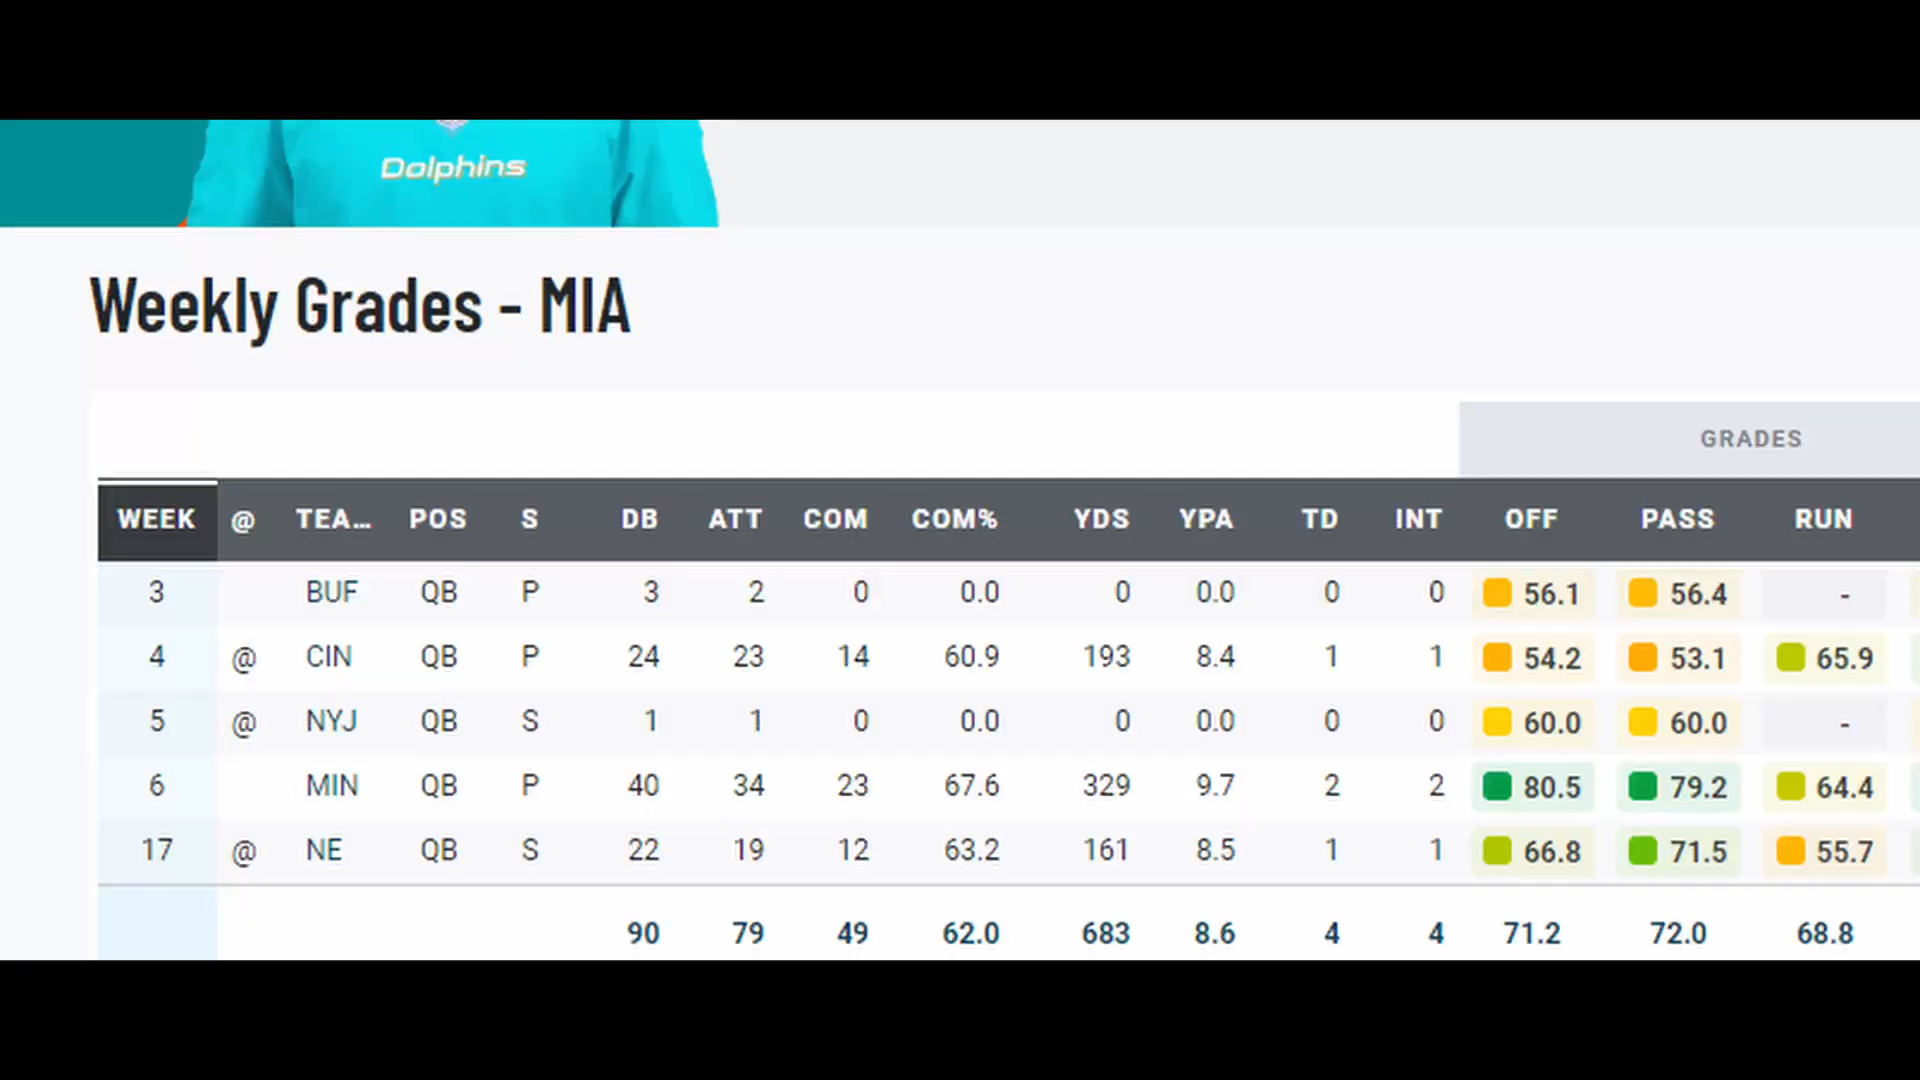 Dolphins
Weekly Grades - MIA
GRADES
WEEK @ TEA... POS S DB ATT COM COM% YDS YPA TD INT OFF PASS RUN
3 BUF QB P 3 2 0 0.0 0 0.0 0 0 56.1 56.4 -
4 @ CIN QB P 24 23 14 60.9 193 8.4 1 1 54.2 53.1 65.9
5 @ NYJ QB S 1 1 0 0.0 0 0.0 0 0 60.0 60.0 -
6 MIN QB P 40 34 23 67.6 329 9.7 2 2 80.5 79.2 64.4
17 @ NE QB S 22 19 12 63.2 161 8.5 1 1 66.8 71.5 55.7
90 79 49 62.0 683 8.6 4 4 71.2 72.0 68.8